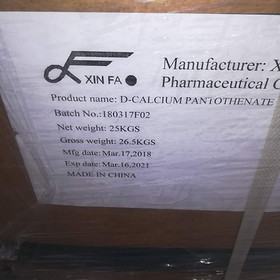 XIN FA
Manufacturer: X
Pharmaceutical C
Product name: D-CALCIUM PANTOTHENATE
Batch No.:180317F02
Net weight: 25KGS
Gross weight: 26.5KGS
Mfg date: Mar.17,2018
Exp date: Mar.16,2021
MADE IN CHINA